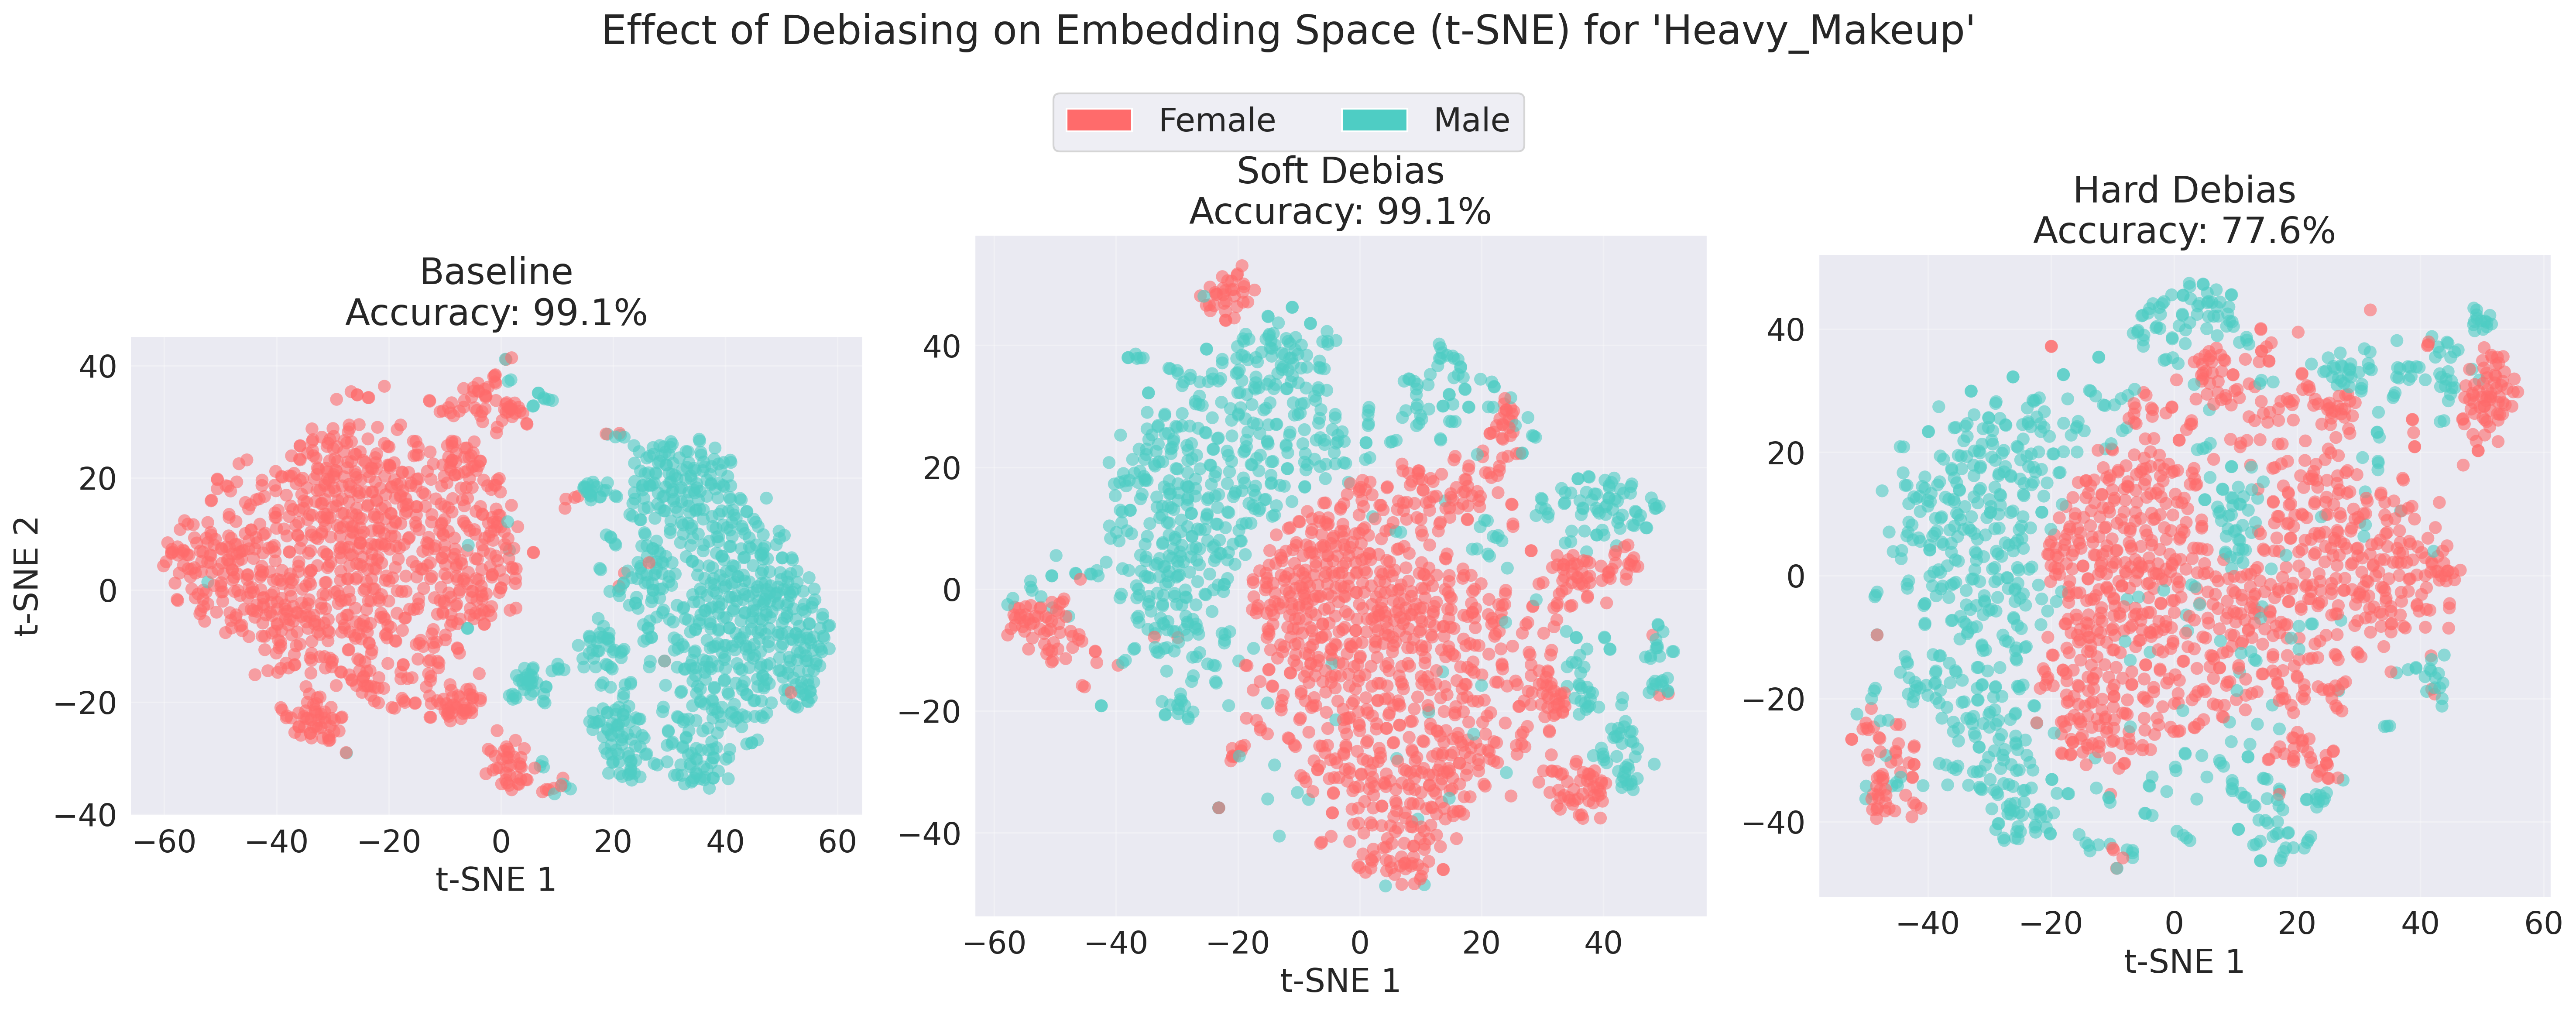 Effect of Debiasing on Embedding Space (t-SNE) for 'Heavy_Makeup'
Female Male
Baseline
Accuracy: 99.1%
t-SNE 2
40
20
0
−20
−40
−60 −40 −20 0 20 40 60
t-SNE 1
Soft Debias
Accuracy: 99.1%
40
20
0
−20
−40
−60 −40 −20 0 20 40
t-SNE 1
Hard Debias
Accuracy: 77.6%
40
20
0
−20
−40
−40 −20 0 20 40 60
t-SNE 1